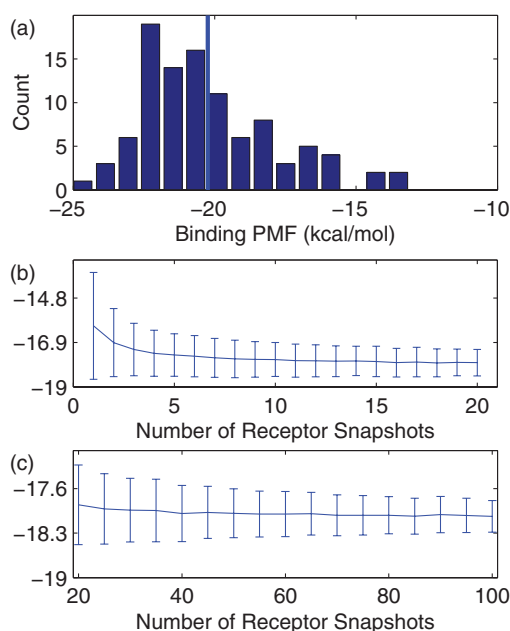 (a)
15
10
5
0
Count
−25 −20 −15 −10
Binding PMF (kcal/mol)
(b)
−14.8
−16.9
−19
0 5 10 15 20
Number of Receptor Snapshots
(c)
−17.6
−18.3
−19
20 40 60 80 100
Number of Receptor Snapshots